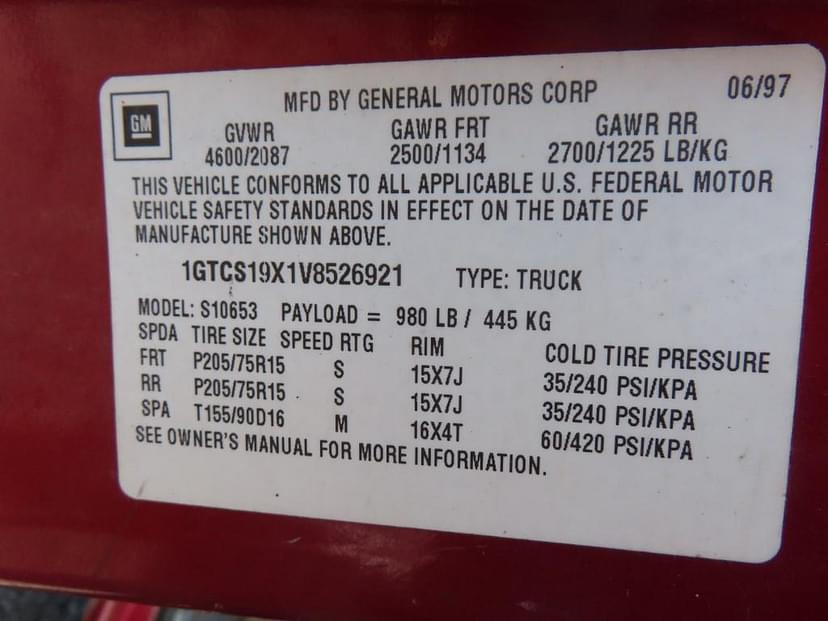 MFD BY GENERAL MOTORS CORP 06/97
GM
GVWR GAWR FRT GAWR RR
4600/2087 2500/1134 2700/1225 LB/KG
THIS VEHICLE CONFORMS TO ALL APPLICABLE U.S. FEDERAL MOTOR
VEHICLE SAFETY STANDARDS IN EFFECT ON THE DATE OF
MANUFACTURE SHOWN ABOVE.
1GTCS19X1V8526921 TYPE: TRUCK
MODEL: S10653 PAYLOAD = 980 LB / 445 KG
SPDA TIRE SIZE SPEED RTG RIM COLD TIRE PRESSURE
FRT P205/75R15 S 15X7J 35/240 PSI/KPA
RR P205/75R15 S 15X7J 35/240 PSI/KPA
SPA T155/90D16 M 16X4T 60/420 PSI/KPA
SEE OWNER'S MANUAL FOR MORE INFORMATION.